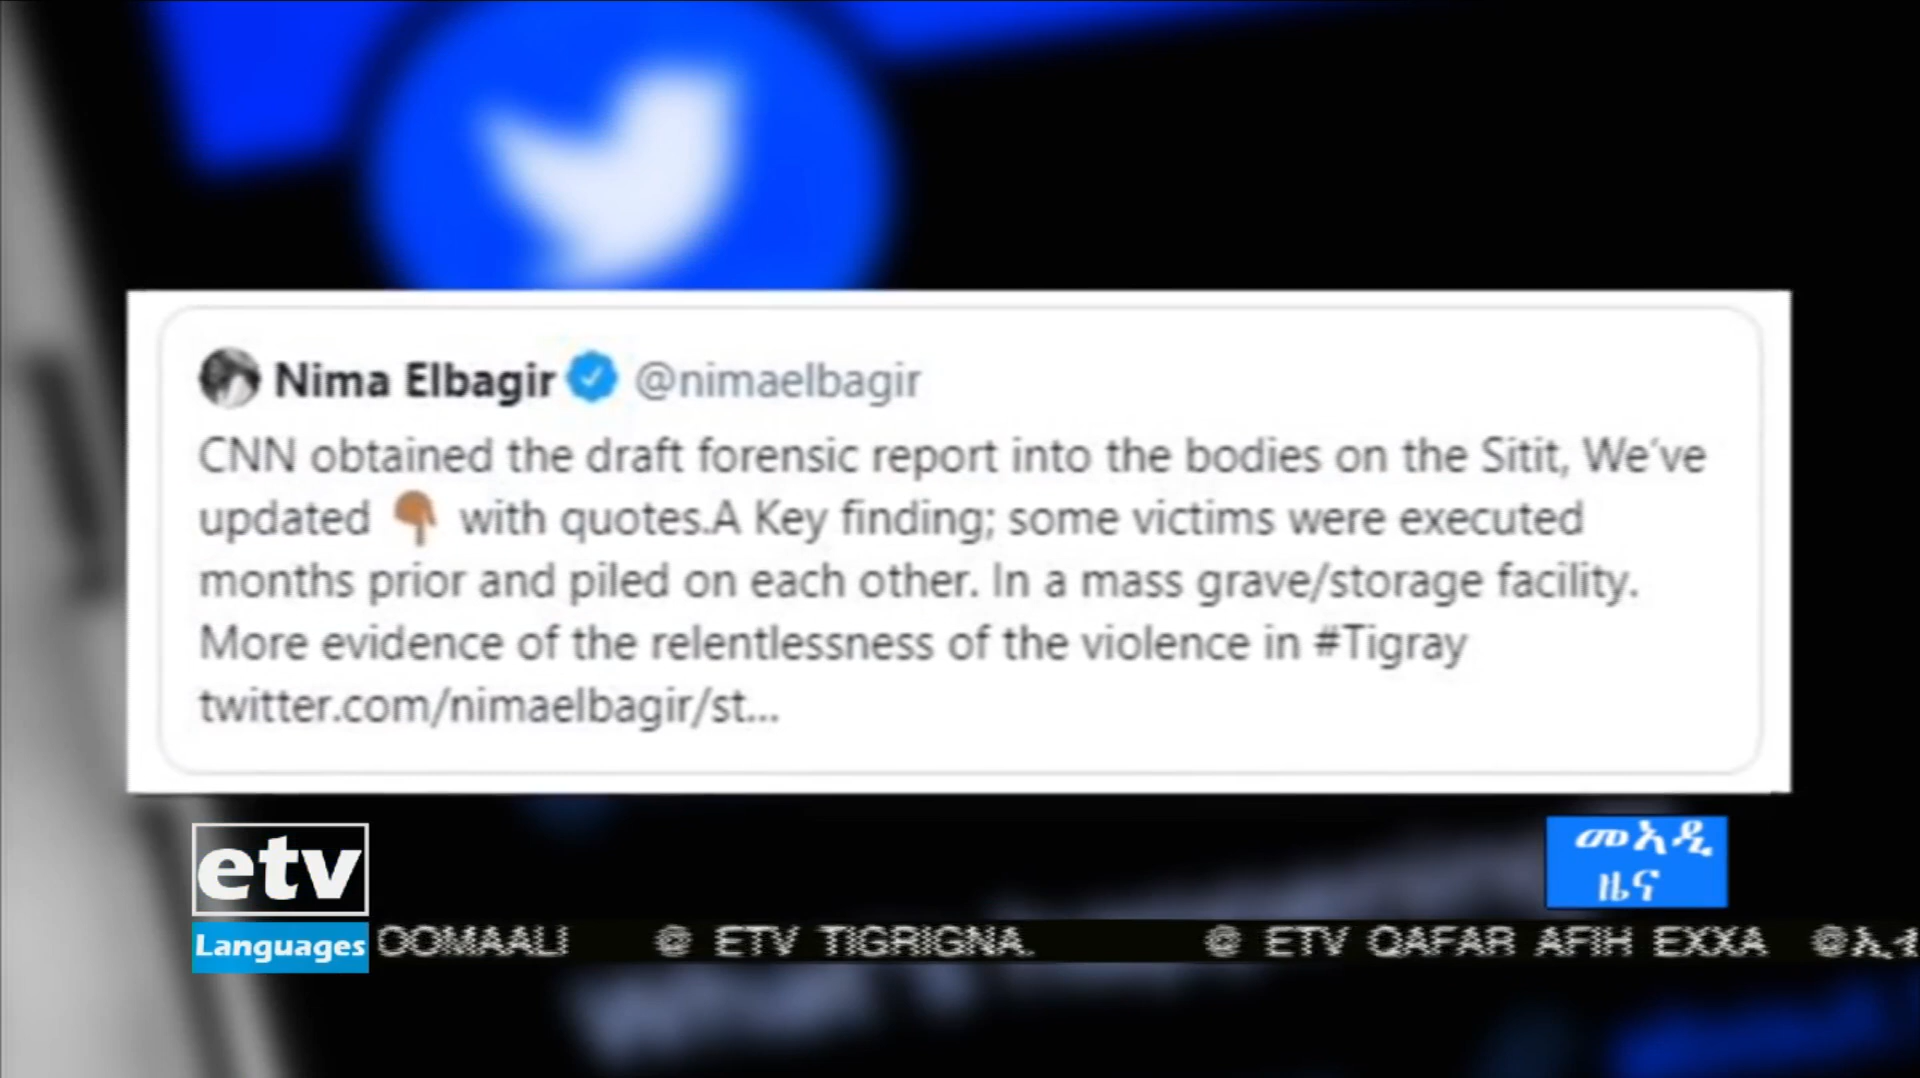 Nima Elbagir @nimaelbagir
CNN obtained the draft forensic report into the bodies on the Sitit, We've
updated 👇🏾 with quotes.A Key finding; some victims were executed
months prior and piled on each other. In a mass grave/storage facility.
More evidence of the relentlessness of the violence in #Tigray
twitter.com/nimaelbagir/st...
etv
መአዲ
ዜና
Languages
OOMAALI @ ETV TIGRIGNA. @ ETV QAFAR AFIH EXXA @